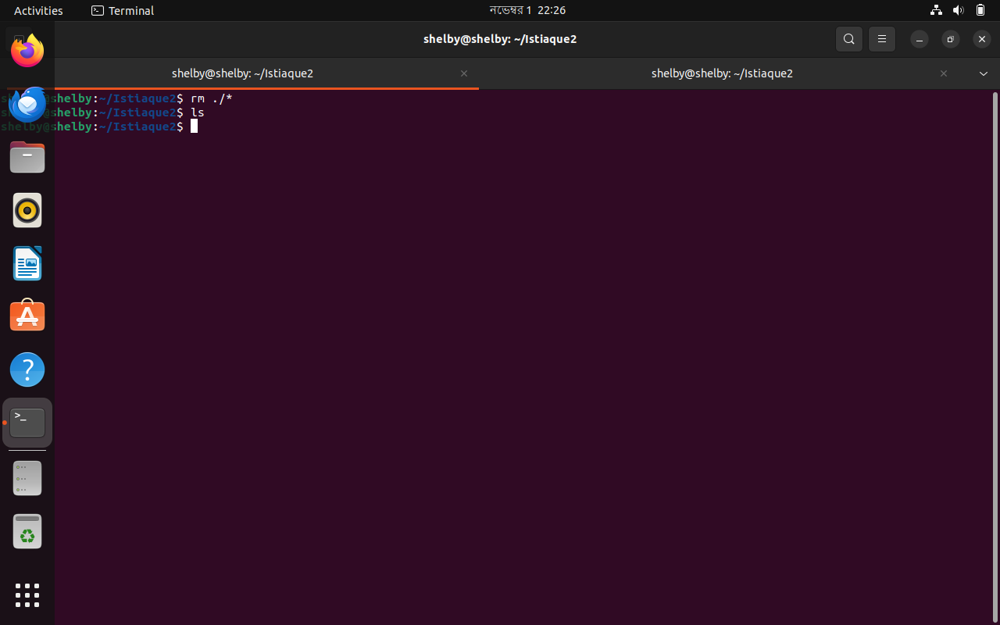 Activities
Terminal
নভেম্বর 1 22:26
shelby@shelby: ~/Istiaque2
shelby@shelby: ~/Istiaque2
shelby@shelby: ~/Istiaque2
shelby@shelby:~/Istiaque2$ rm ./*
shelby@shelby:~/Istiaque2$ ls
shelby@shelby:~/Istiaque2$